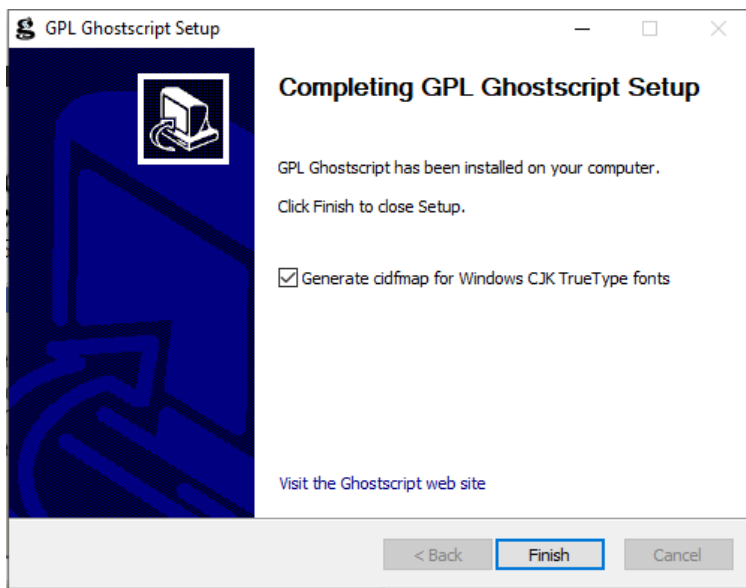 GPL Ghostscript Setup
Completing GPL Ghostscript Setup
GPL Ghostscript has been installed on your computer.
Click Finish to close Setup.
Generate cidfmap for Windows CJK TrueType fonts
Visit the Ghostscript web site
< Back Finish Cancel